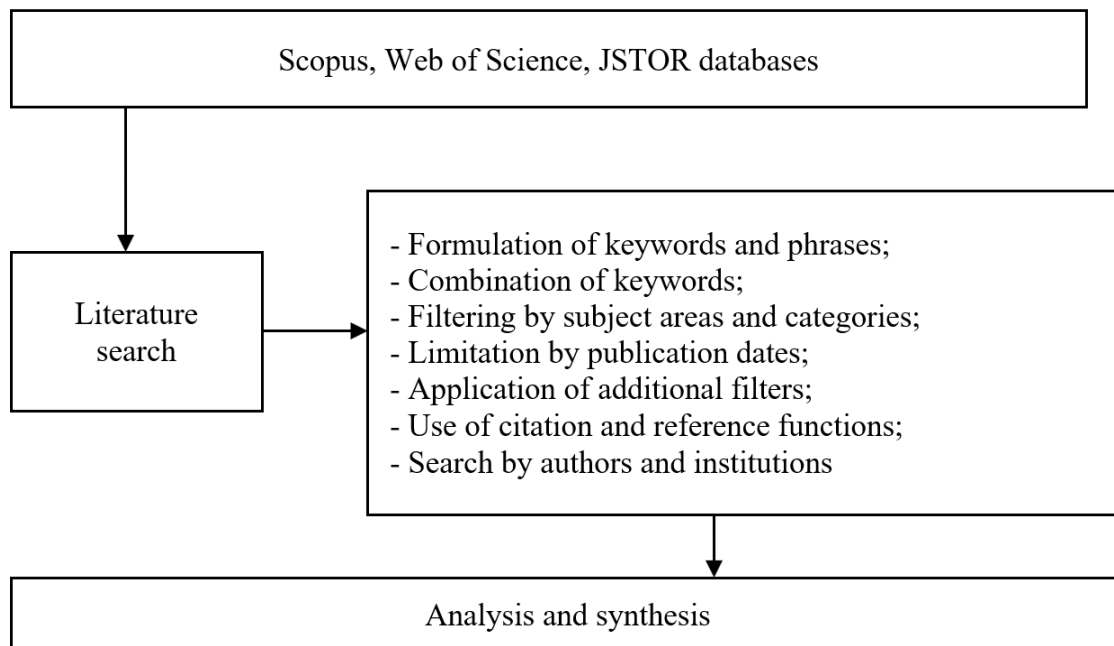 Scopus, Web of Science, JSTOR databases
Literature
search
- Formulation of keywords and phrases;
- Combination of keywords;
- Filtering by subject areas and categories;
- Limitation by publication dates;
- Application of additional filters;
- Use of citation and reference functions;
- Search by authors and institutions
Analysis and synthesis